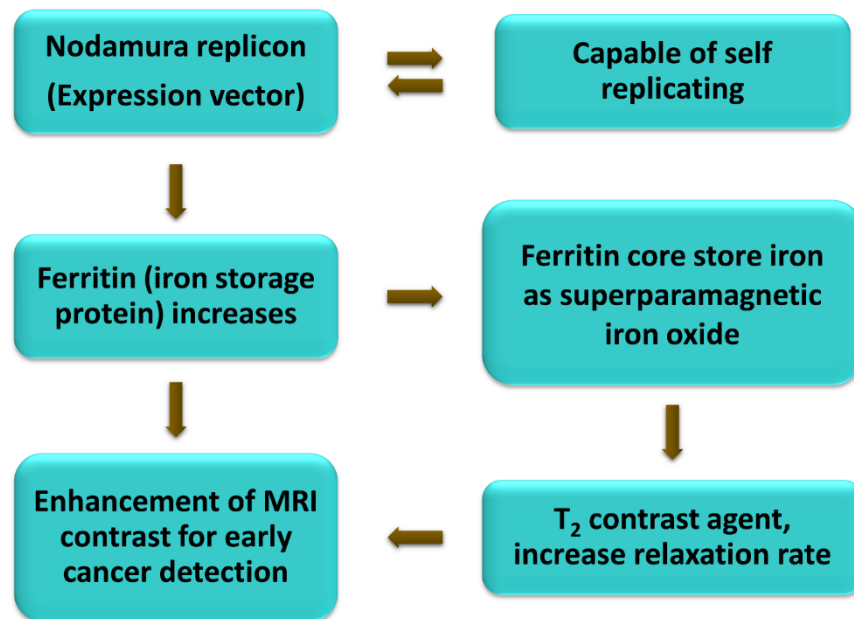 Nodamura replicon
(Expression vector)
Capable of self
replicating
Ferritin (iron storage
protein) increases
Ferritin core store iron
as superparamagnetic
iron oxide
Enhancement of MRI
contrast for early
cancer detection
T₂ contrast agent,
increase relaxation rate